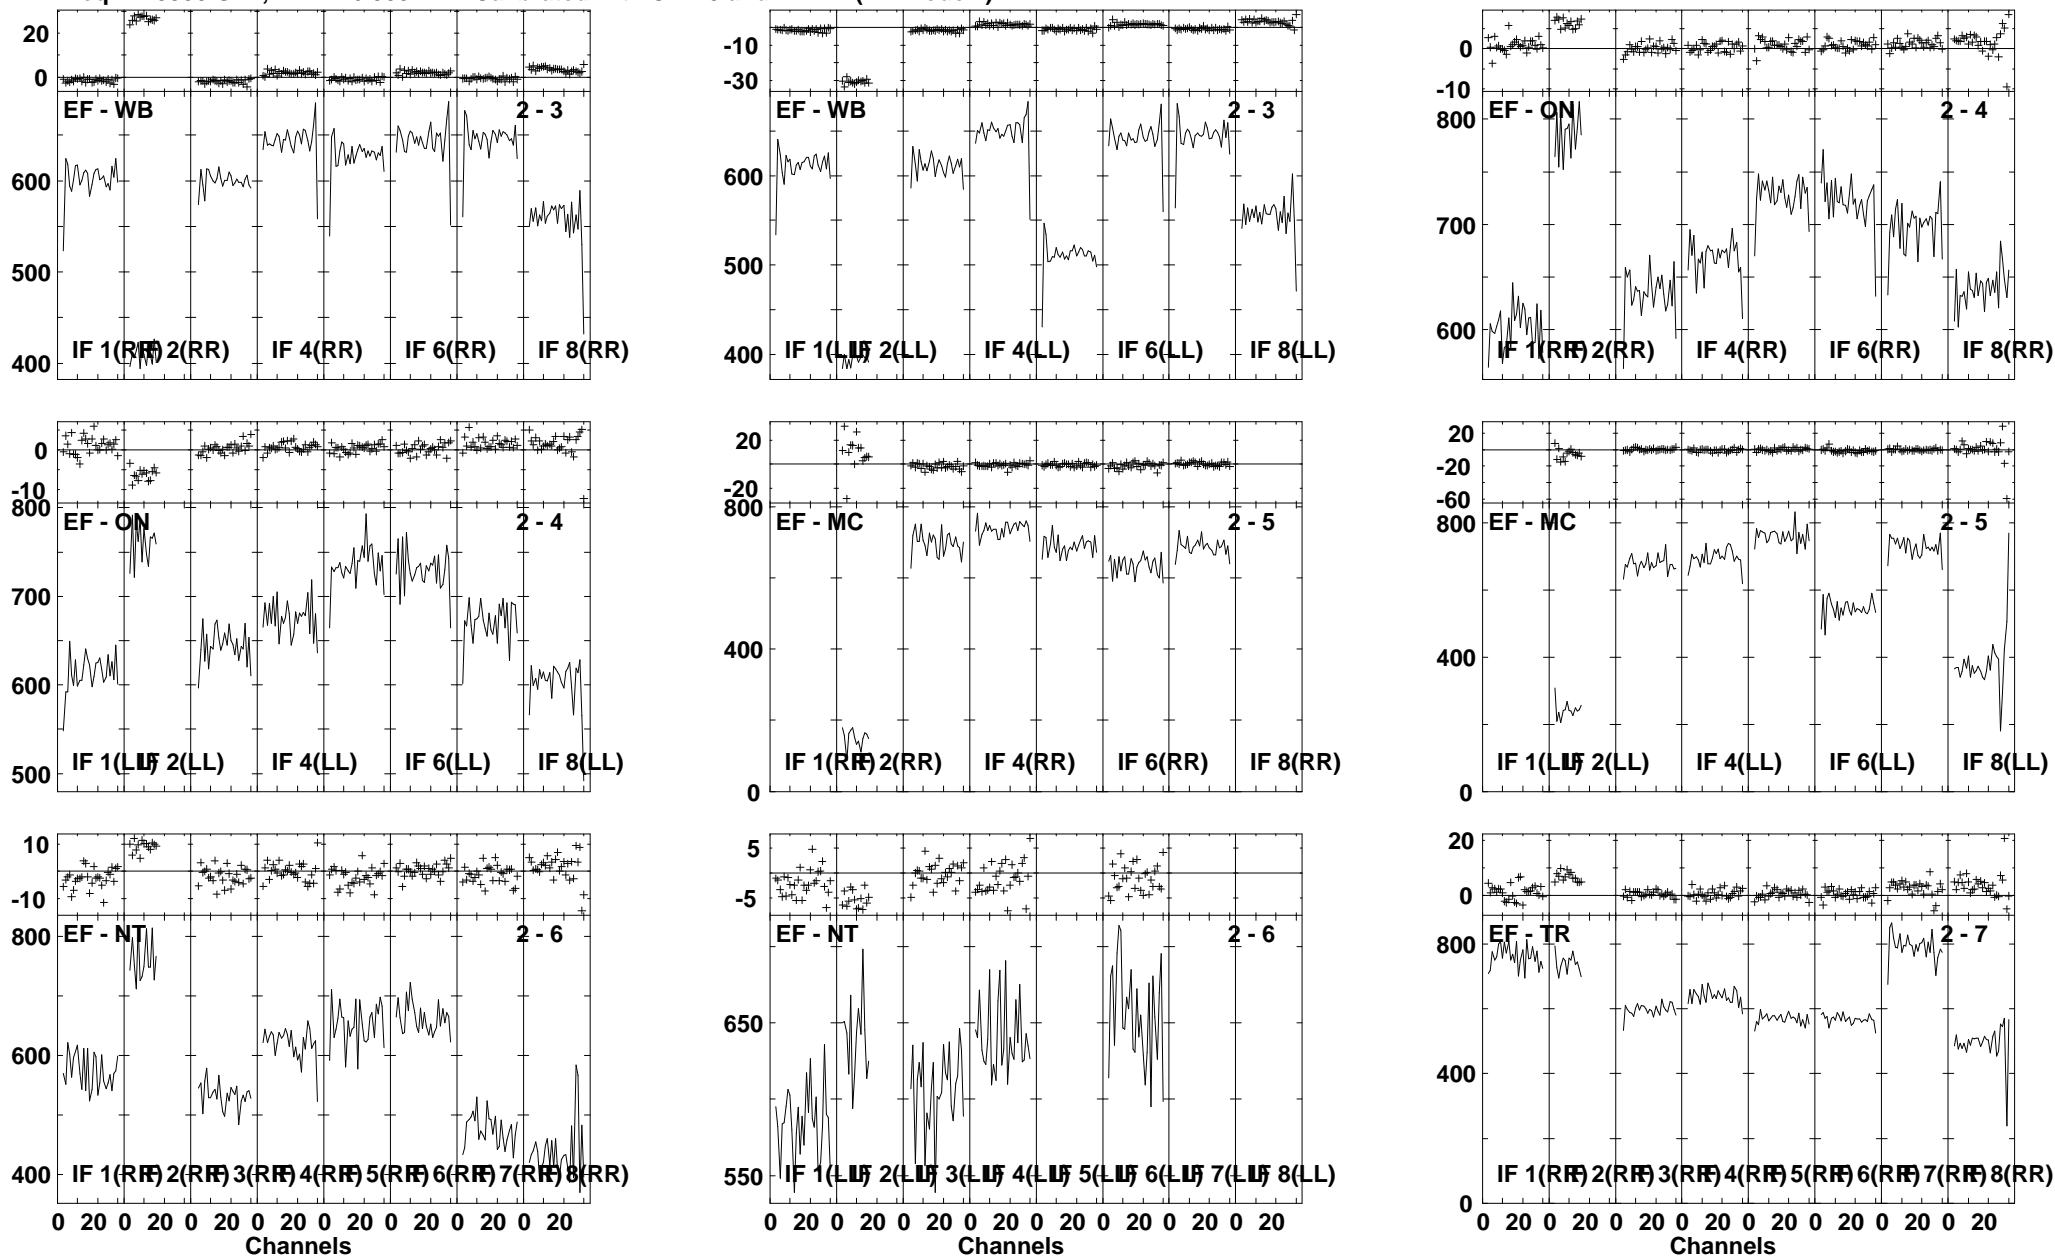 20
0
EF - WB 2 - 3
600
500
400
IF 1(RR) IF 2(RR) IF 4(RR) IF 6(RR) IF 8(RR)
-10
-30
EF - WB 2 - 3
600
500
400
IF 1(LL) IF 2(LL) IF 4(LL) IF 6(LL) IF 8(LL)
0
-10
EF - ON 2 - 4
800
700
600
IF 1(RR) IF 2(RR) IF 4(RR) IF 6(RR) IF 8(RR)
0
-10
800
EF - ON 2 - 4
700
600
500
IF 1(LL) IF 2(LL) IF 4(LL) IF 6(LL) IF 8(LL)
20
-20
800
EF - MC 2 - 5
400
0
IF 1(RR) IF 2(RR) IF 4(RR) IF 6(RR) IF 8(RR)
20
0
-20
-60
800
EF - MC 2 - 5
400
0
IF 1(LL) IF 2(LL) IF 4(LL) IF 6(LL) IF 8(LL)
10
-10
EF - NT 2 - 6
800
600
400
IF 1(RR) IF 2(RR) IF 3(RR) IF 4(RR) IF 5(RR) IF 6(RR) IF 7(RR) IF 8(RR)
0 20 0 20 0 20 0 20 0 20 0 20 0 20 0 20
Channels
5
-5
EF - NT 2 - 6
650
550
IF 1(LL) IF 2(LL) IF 3(LL) IF 4(LL) IF 5(LL) IF 6(LL) IF 7(LL) IF 8(LL)
0 20 0 20 0 20 0 20 0 20 0 20 0 20 0 20
Channels
20
0
EF - TR 2 - 7
800
400
0
IF 1(RR) IF 2(RR) IF 3(RR) IF 4(RR) IF 5(RR) IF 6(RR) IF 7(RR) IF 8(RR)
0 20 0 20 0 20 0 20 0 20 0 20 0 20 0 20
Channels